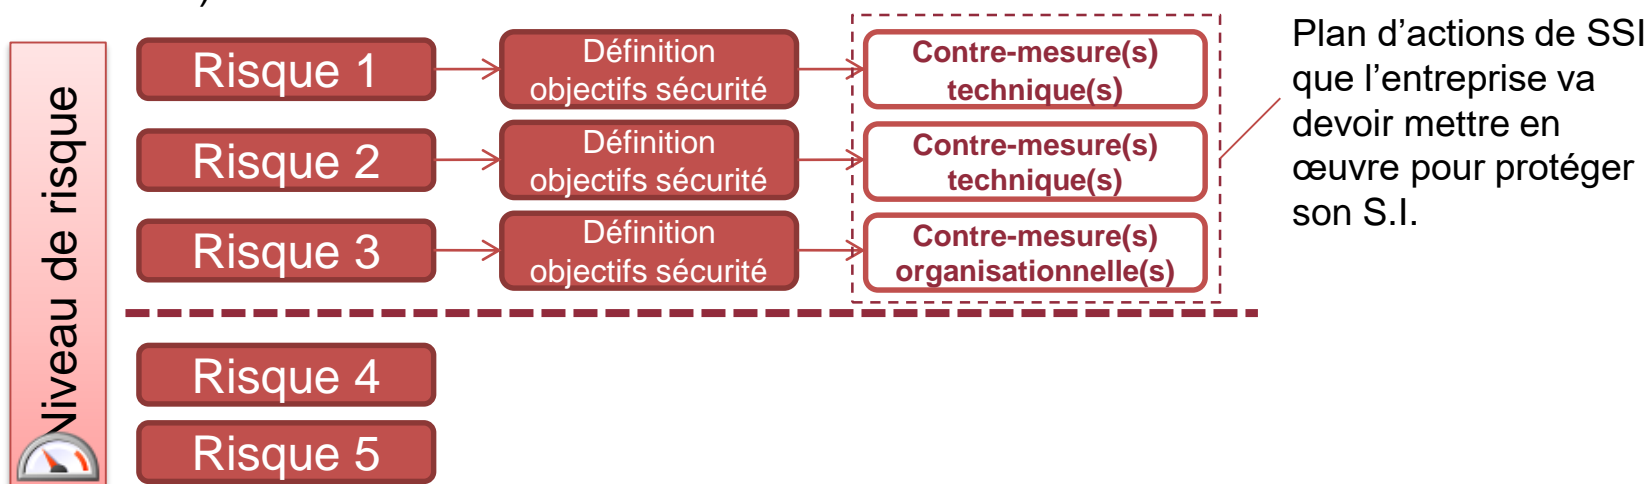 )
Niveau de risque
Risque 1
Définition
objectifs sécurité
Contre-mesure(s)
technique(s)
Risque 2
Définition
objectifs sécurité
Contre-mesure(s)
technique(s)
Risque 3
Définition
objectifs sécurité
Contre-mesure(s)
organisationnelle(s)
Plan d’actions de SSI
que l’entreprise va
devoir mettre en
œuvre pour protéger
son S.I.
Risque 4
Risque 5